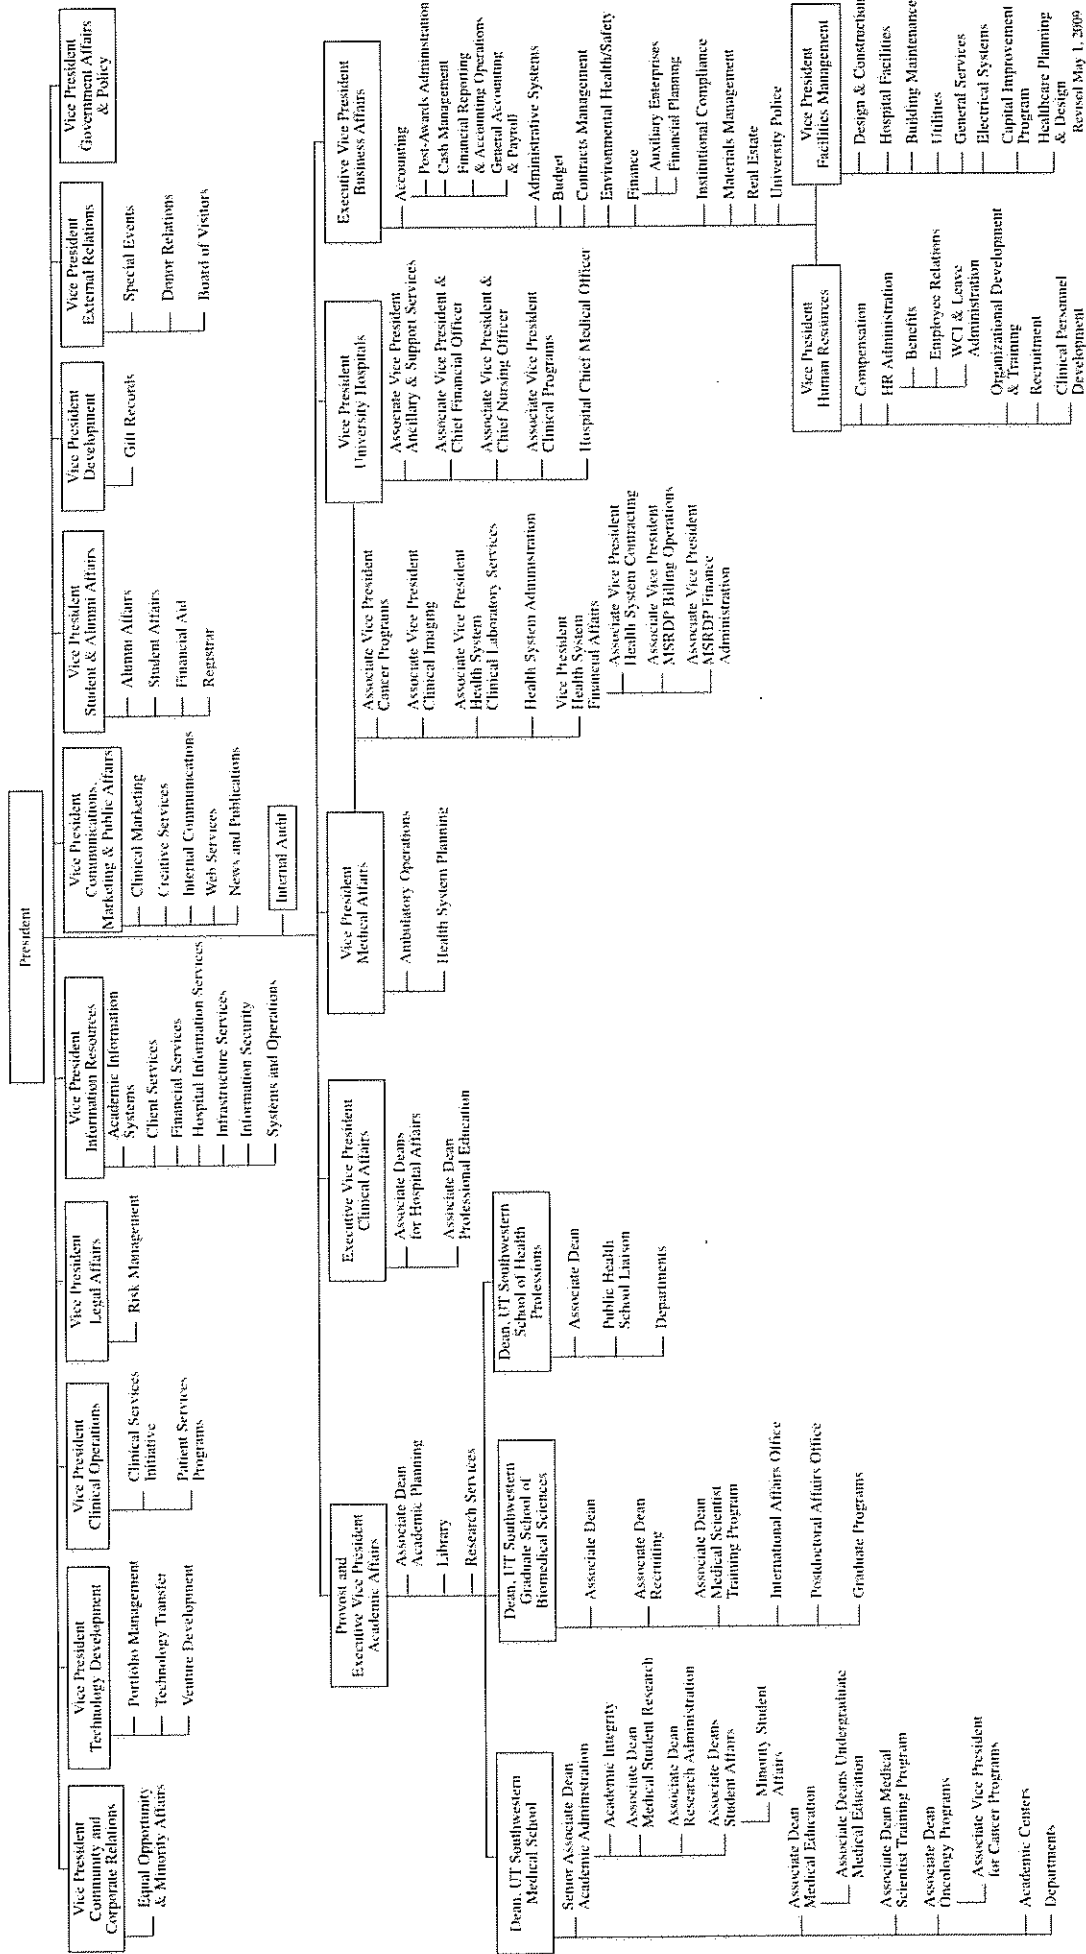 President
Vice President
Community and
Corporate Relations
Equal Opportunity
& Minority Affairs
Vice President
Technology Development
Portfolio Management
Technology Transfer
Venture Development
Vice President
Clinical Operations
Clinical Services
Initiative
Patient Services
Programs
Vice President
Legal Affairs
Risk Management
Vice President
Information Resources
Academic Information
Systems
Client Services
Financial Services
Hospital Information Services
Infrastructure Services
Information Security
Systems and Operations
Vice President
Communications,
Marketing & Public Affairs
Clinical Marketing
Creative Services
Internal Communications
Web Services
News and Publications
Vice President
Student & Alumni Affairs
Alumni Affairs
Student Affairs
Financial Aid
Registrar
Vice President
Development
Gift Records
Vice President
External Relations
Special Events
Donor Relations
Board of Visitors
Vice President
Government Affairs
& Policy
Internal Audit
Provost and
Executive Vice President
Academic Affairs
Associate Dean
Academic Planning
Library
Research Services
Executive Vice President
Clinical Affairs
Associate Deans
for Hospital Affairs
Associate Dean
Professional Education
Vice President
Medical Affairs
Ambulatory Operations
Health System Planning
Associate Vice President
Cancer Programs
Associate Vice President
Clinical Imaging
Associate Vice President
Health System
Clinical Laboratory Services
Health System Administration
Vice President
Health System
Financial Affairs
Associate Vice President
Health System Contracting
Associate Vice President
MSRDP Billing Operations
Associate Vice President
MSRDP Finance
Administration
Vice President
University Hospitals
Associate Vice President
Ancillary & Support Services
Associate Vice President &
Chief Financial Officer
Associate Vice President &
Chief Nursing Officer
Associate Vice President
Clinical Programs
Hospital Chief Medical Officer
Executive Vice President
Business Affairs
Accounting
Post-Awards Administration
Cash Management
Financial Reporting
& Accounting Operations
General Accounting
& Payroll
Administrative Systems
Budget
Contracts Management
Environmental Health/Safety
Finance
Auxiliary Enterprises
Financial Planning
Institutional Compliance
Materials Management
Real Estate
University Police
Dean, UT Southwestern
Medical School
Senior Associate Dean
Academic Administration
Academic Integrity
Associate Dean
Medical Student Research
Associate Dean
Research Administration
Associate Deans
Student Affairs
Minority Student
Affairs
Associate Dean
Medical Education
Associate Deans Undergraduate
Medical Education
Associate Dean Medical
Scientist Training Program
Associate Dean
Oncology Programs
Associate Vice President
for Cancer Programs
Academic Centers
Departments
Dean, UT Southwestern
Graduate School of
Biomedical Sciences
Associate Dean
Associate Dean
Recruiting
Associate Dean
Medical Scientist
Training Program
International Affairs Office
Postdoctoral Affairs Office
Graduate Programs
Dean, UT Southwestern
School of Health
Professions
Associate Dean
Public Health
School Liaison
Departments
Vice President
Human Resources
Compensation
HR Administration
Benefits
Employee Relations
WCI & Leave
Administration
Organizational Development
& Training
Recruitment
Clinical Personnel
Development
Vice President
Facilities Management
Design & Construction
Hospital Facilities
Building Maintenance
Utilities
General Services
Electrical Systems
Capital Improvement
Program
Healthcare Planning
& Design
Revised May 1, 2009